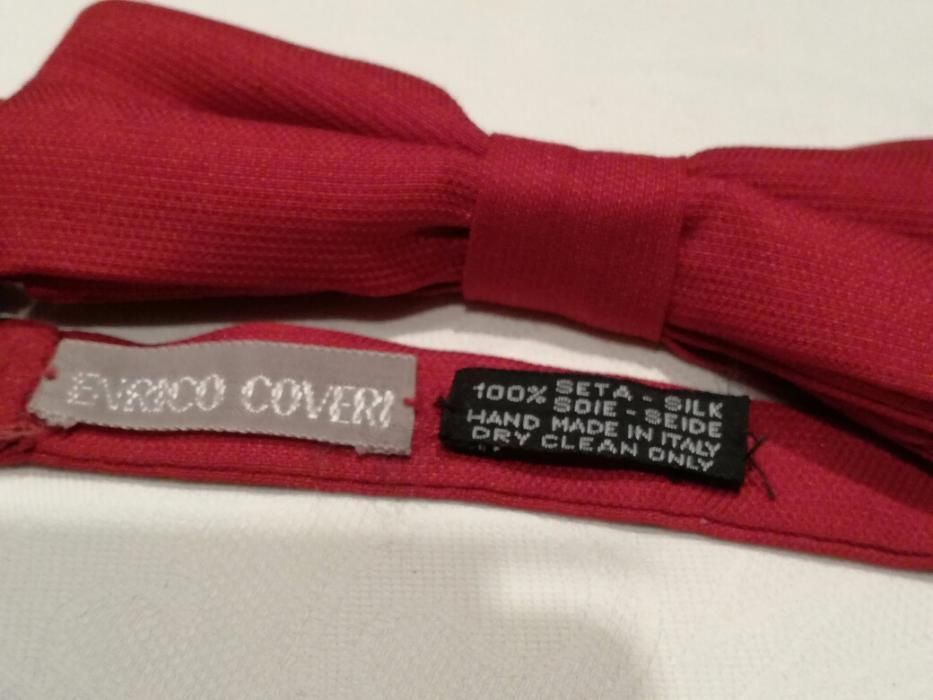 ENRICO COVERI
100% SETA - SILK
SOIE - SEIDE
HAND MADE IN ITALY
DRY CLEAN ONLY